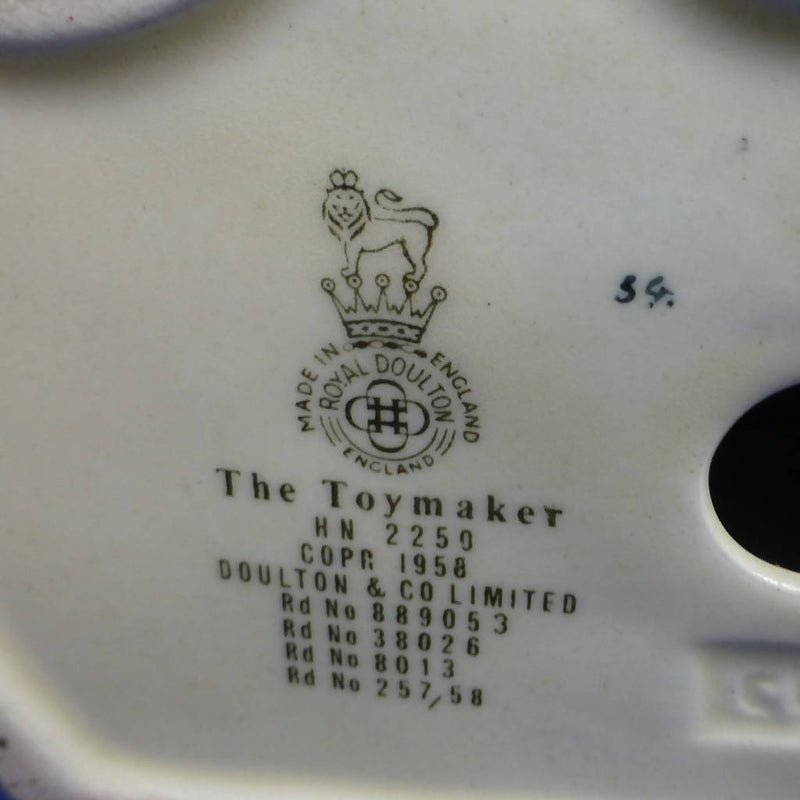 MADE IN ENGLAND
ROYAL DOULTON
ENGLAND
The Toymaker
HN 2250
COPR 1958
DOULTON & CO LIMITED
Rd No 889053
Rd No 38026
Rd No 8013
Rd No 257/58